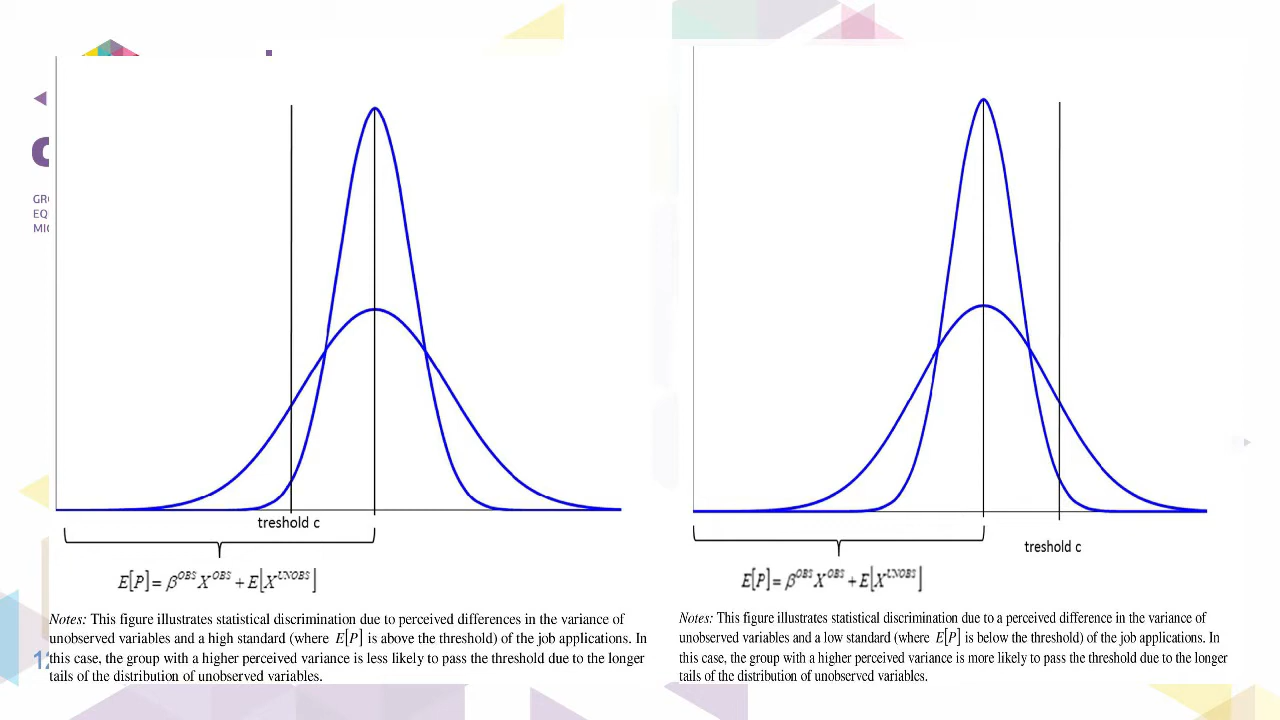 GR
EQ
MIC
treshold c
E[P]= β^OBS X^OBS + E[X^UNOBS]
Notes: This figure illustrates statistical discrimination due to perceived differences in the variance of
unobserved variables and a high standard (where E[P] is above the threshold) of the job applications. In
this case, the group with a higher perceived variance is less likely to pass the threshold due to the longer
tails of the distribution of unobserved variables.
treshold c
E[P]= β^OBS X^OBS + E[X^UNOBS]
Notes: This figure illustrates statistical discrimination due to a perceived difference in the variance of
unobserved variables and a low standard (where E[P] is below the threshold) of the job applications. In
this case, the group with a higher perceived variance is more likely to pass the threshold due to the longer
tails of the distribution of unobserved variables.